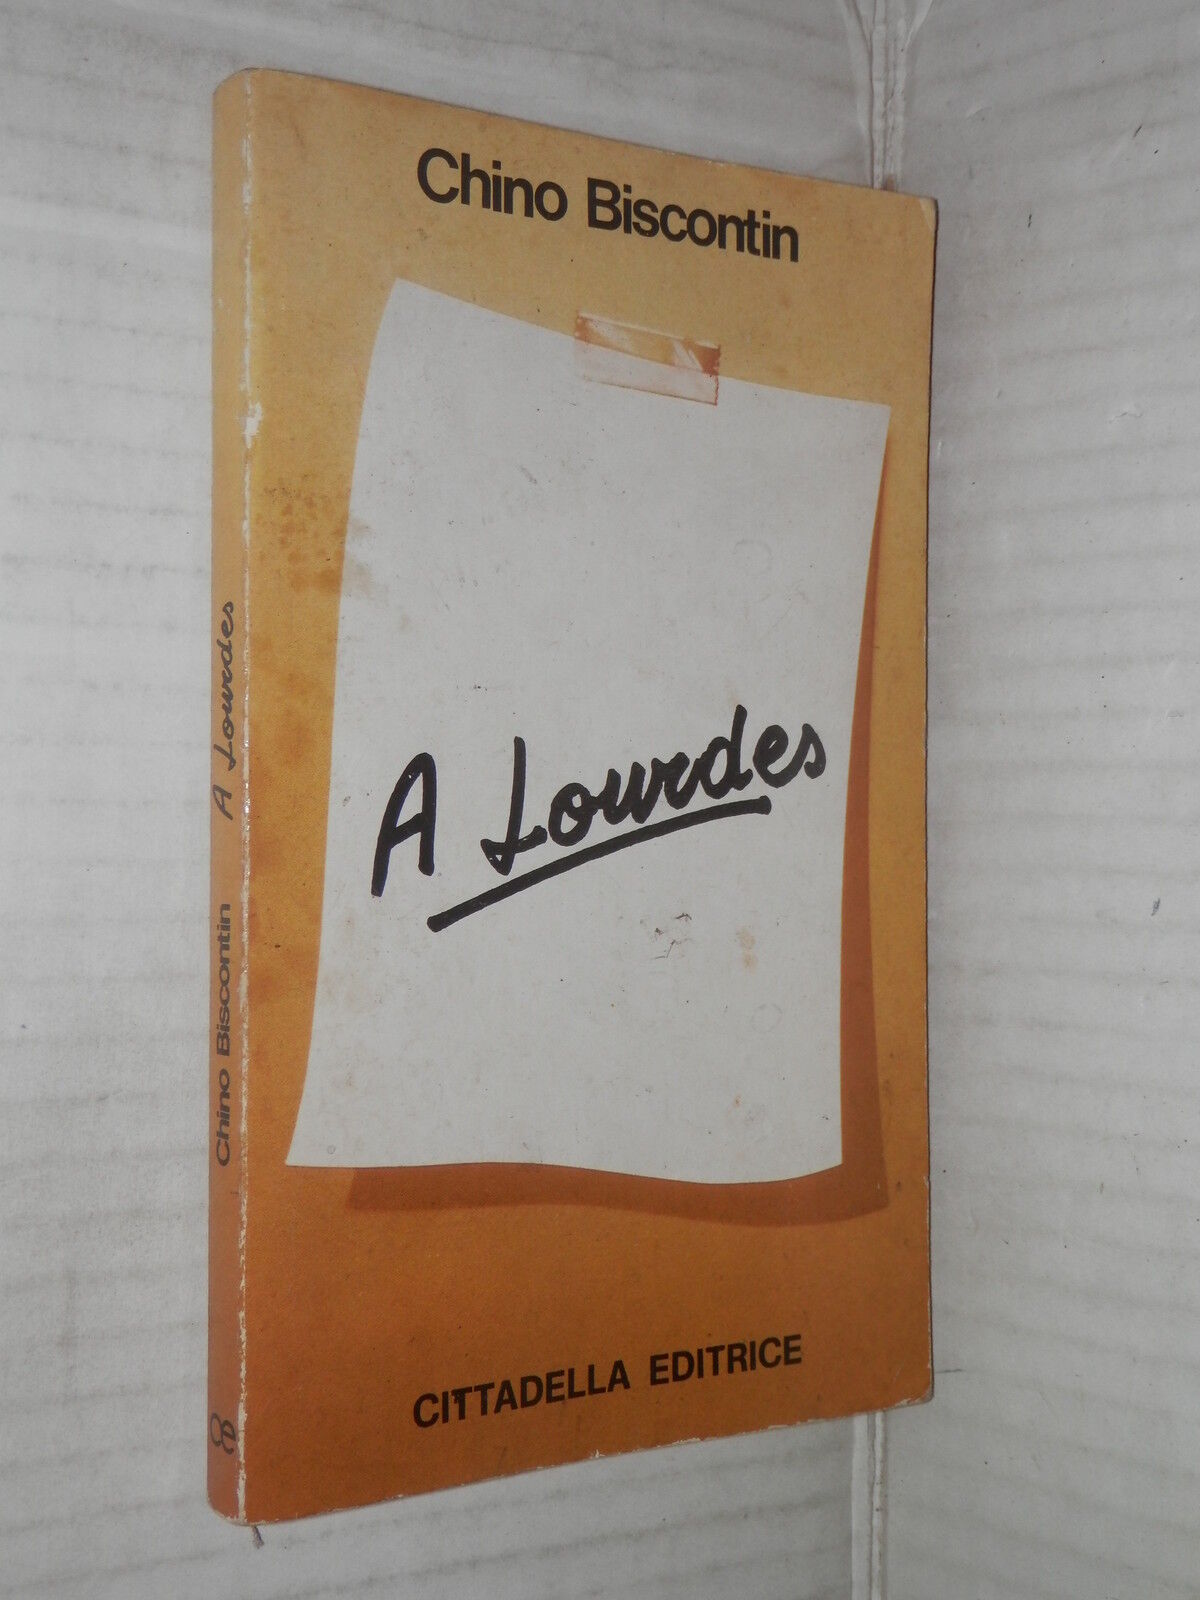 Chino Biscontin
A Lourdes
CITTADELLA EDITRICE
Chino Biscontin A Lourdes